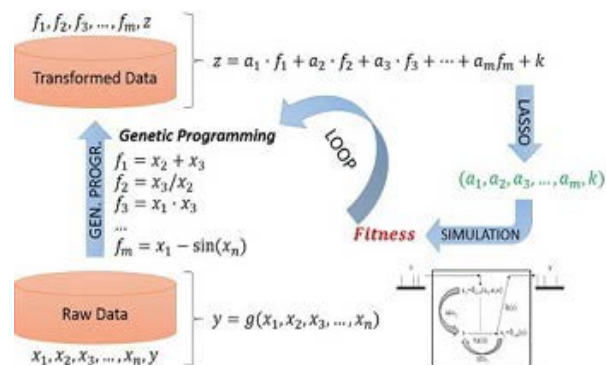 f₁, f₂, f₃, …, fₘ, z
Transformed Data
z = a₁ · f₁ + a₂ · f₂ + a₃ · f₃ + ⋯ + aₘfₘ + k
LASSO
LOOP
GEN. PROGR.
Genetic Programming
f₁ = x₂ + x₃
f₂ = x₃/x₂
f₃ = x₁ · x₃
...
fₘ = x₁ − sin(xₙ)
(a₁, a₂, a₃, …, aₘ, k)
Fitness
SIMULATION
Raw Data
y = g(x₁, x₂, x₃, …, xₙ)
x₁, x₂, x₃, …, xₙ, y